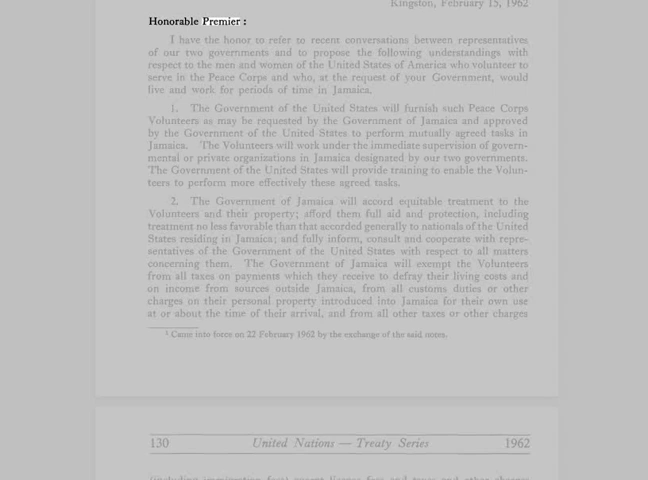 Kingston, February 15, 1962
Honorable Premier :
I have the honor to refer to recent conversations between representatives
of our two governments and to propose the following understandings with
respect to the men and women of the United States of America who volunteer to
serve in the Peace Corps and who, at the request of your Government, would
live and work for periods of time in Jamaica.
1. The Government of the United States will furnish such Peace Corps
Volunteers as may be requested by the Government of Jamaica and approved
by the Government of the United States to perform mutually agreed tasks in
Jamaica. The Volunteers will work under the immediate supervision of govern-
mental or private organizations in Jamaica designated by our two governments.
The Government of the United States will provide training to enable the Volun-
teers to perform more effectively these agreed tasks.
2. The Government of Jamaica will accord equitable treatment to the
Volunteers and their property; afford them full aid and protection, including
treatment no less favorable than that accorded generally to nationals of the United
States residing in Jamaica; and fully inform, consult and cooperate with repre-
sentatives of the Government of the United States with respect to all matters
concerning them. The Government of Jamaica will exempt the Volunteers
from all taxes on payments which they receive to defray their living costs and
on income from sources outside Jamaica, from all customs duties or other
charges on their personal property introduced into Jamaica for their own use
at or about the time of their arrival, and from all other taxes or other charges
¹ Came into force on 22 February 1962 by the exchange of the said notes.
130 United Nations — Treaty Series 1962